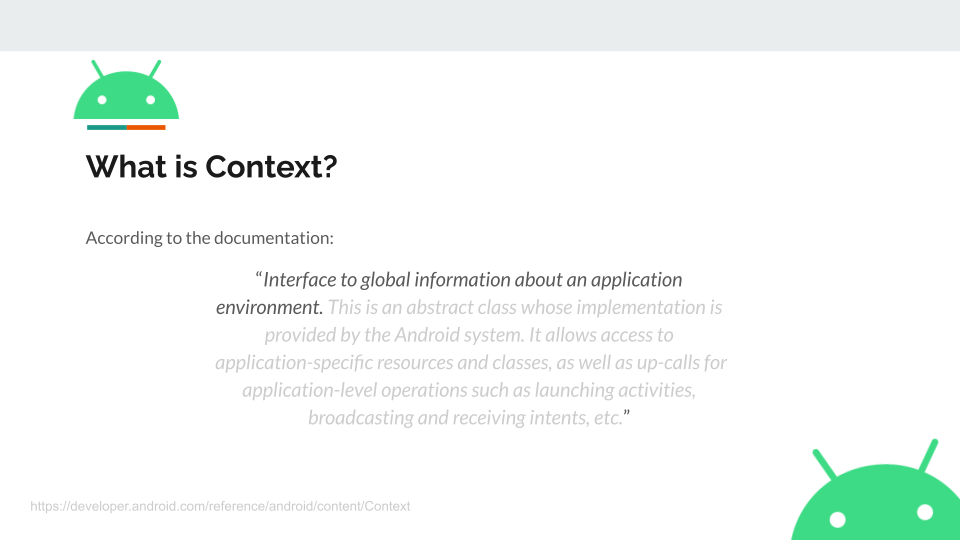 What is Context?
According to the documentation:
“Interface to global information about an application
environment. This is an abstract class whose implementation is
provided by the Android system. It allows access to
application-specific resources and classes, as well as up-calls for
application-level operations such as launching activities,
broadcasting and receiving intents, etc.”
https://developer.android.com/reference/android/content/Context